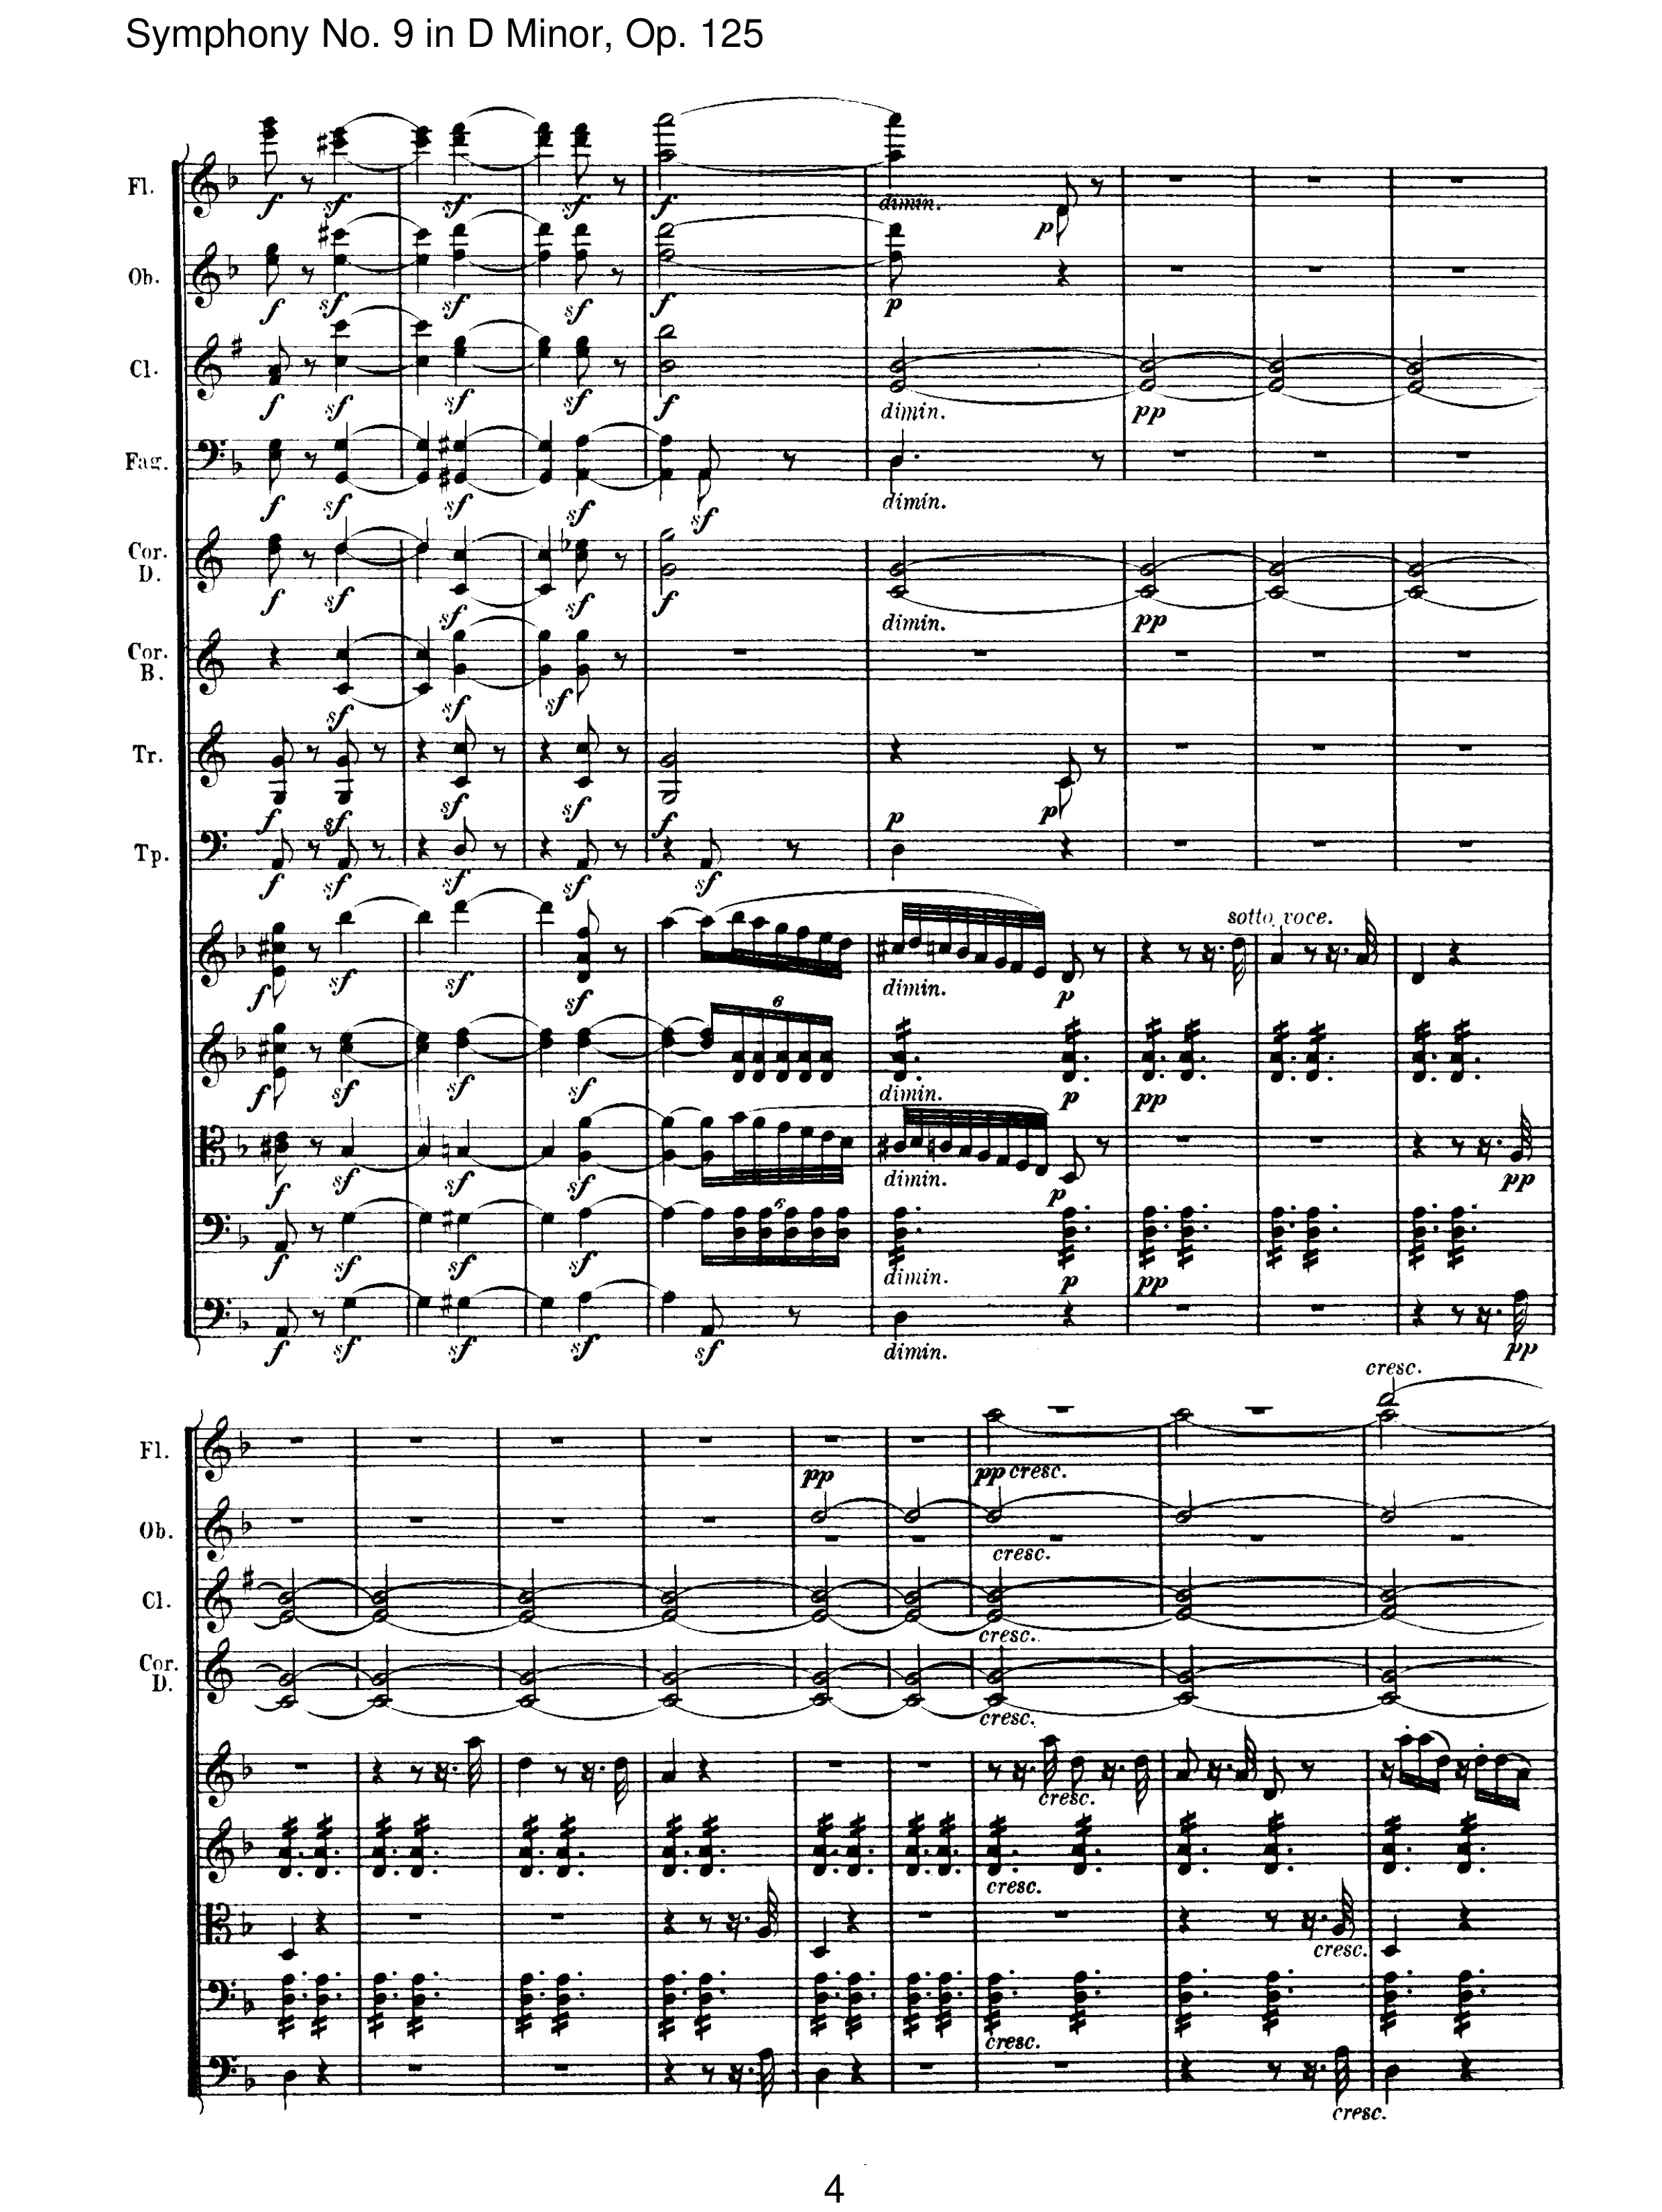 Symphony No. 9 in D Minor, Op. 125
Fl.
f sf sf sf f dimin. p
Ob.
f sf sf sf f p
Cl.
f sf sf sf f dimin. pp
Fag.
f sf sf sf sf dimin.
Cor. D.
f sf sf sf f dimin. pp
Cor. B.
sf sf sf
Tr.
f sf sf sf f p p
Tp.
f sf sf sf sf
sotto voce.
f sf sf sf dimin. p
6
f sf sf sf dimin. p pp
f sf sf sf dimin. p pp
6
f sf sf sf dimin. p pp
f sf sf sf sf dimin. pp
cresc.
Fl.
pp pp cresc.
Ob.
cresc.
Cl.
cresc.
Cor. D.
cresc.
cresc.
cresc.
cresc.
cresc.
cresc.
4